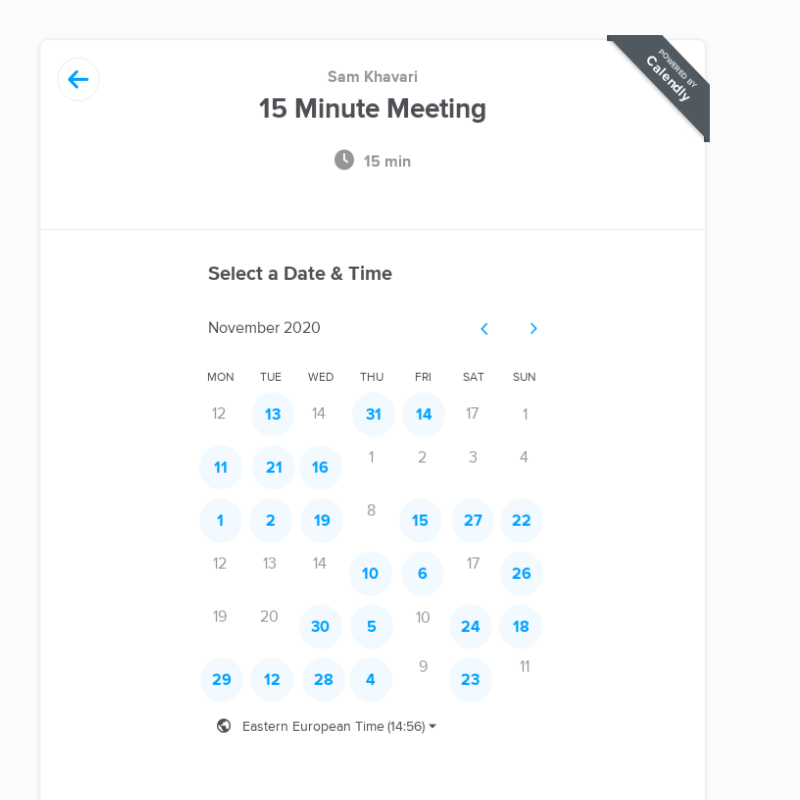 Sam Khavari
15 Minute Meeting
POWERED BY
Calendly
15 min
Select a Date & Time
November 2020
MON TUE WED THU FRI SAT SUN
12 13 14 31 14 17 1
11 21 16 1 2 3 4
1 2 19 8 15 27 22
12 13 14 10 6 17 26
19 20 30 5 10 24 18
29 12 28 4 9 23 11
Eastern European Time (14:56)